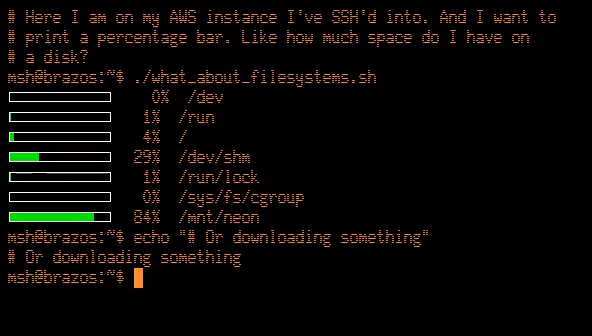 # Here I am on my AWS instance I've SSH'd into. And I want to
# print a percentage bar. Like how much space do I have on
# a disk?
msh@brazos:~$ ./what_about_filesystems.sh
0% /dev
1% /run
4% /
29% /dev/shm
1% /run/lock
0% /sys/fs/cgroup
84% /mnt/neon
msh@brazos:~$ echo "# Or downloading something"
# Or downloading something
msh@brazos:~$